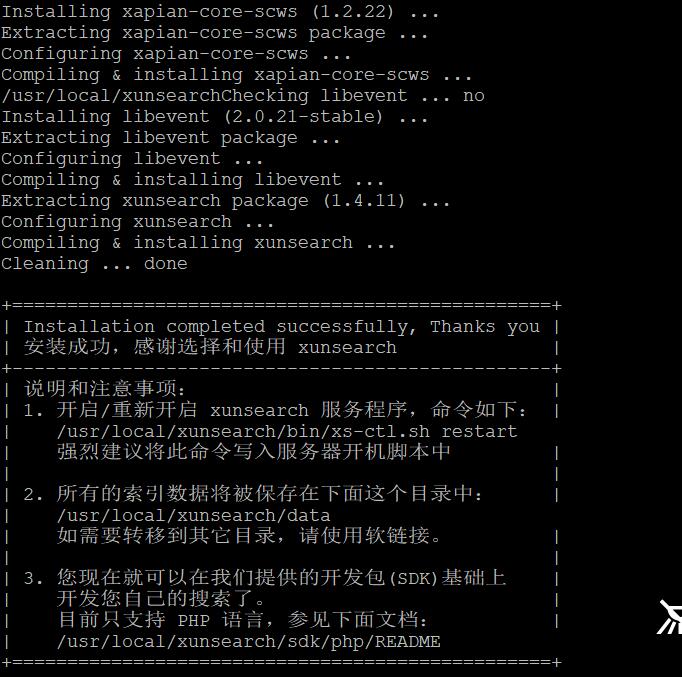 Installing xapian-core-scws (1.2.22) ...
Extracting xapian-core-scws package ...
Configuring xapian-core-scws ...
Compiling & installing xapian-core-scws ...
/usr/local/xunsearchChecking libevent ... no
Installing libevent (2.0.21-stable) ...
Extracting libevent package ...
Configuring libevent ...
Compiling & installing libevent ...
Extracting xunsearch package (1.4.11) ...
Configuring xunsearch ...
Compiling & installing xunsearch ...
Cleaning ... done
+=================================================+
| Installation completed successfully, Thanks you |
| 安装成功，感谢选择和使用 xunsearch |
+-------------------------------------------------+
| 说明和注意事项： |
| 1. 开启/重新开启 xunsearch 服务程序，命令如下： |
| /usr/local/xunsearch/bin/xs-ctl.sh restart
| 强烈建议将此命令写入服务器开机脚本中 |
| |
| 2. 所有的索引数据将被保存在下面这个目录中： |
| /usr/local/xunsearch/data
| 如需要转移到其它目录，请使用软链接。 |
| |
| 3. 您现在就可以在我们提供的开发包(SDK)基础上 |
| 开发您自己的搜索了。 |
| 目前只支持 PHP 语言，参见下面文档： |
| /usr/local/xunsearch/sdk/php/README
+=================================================+